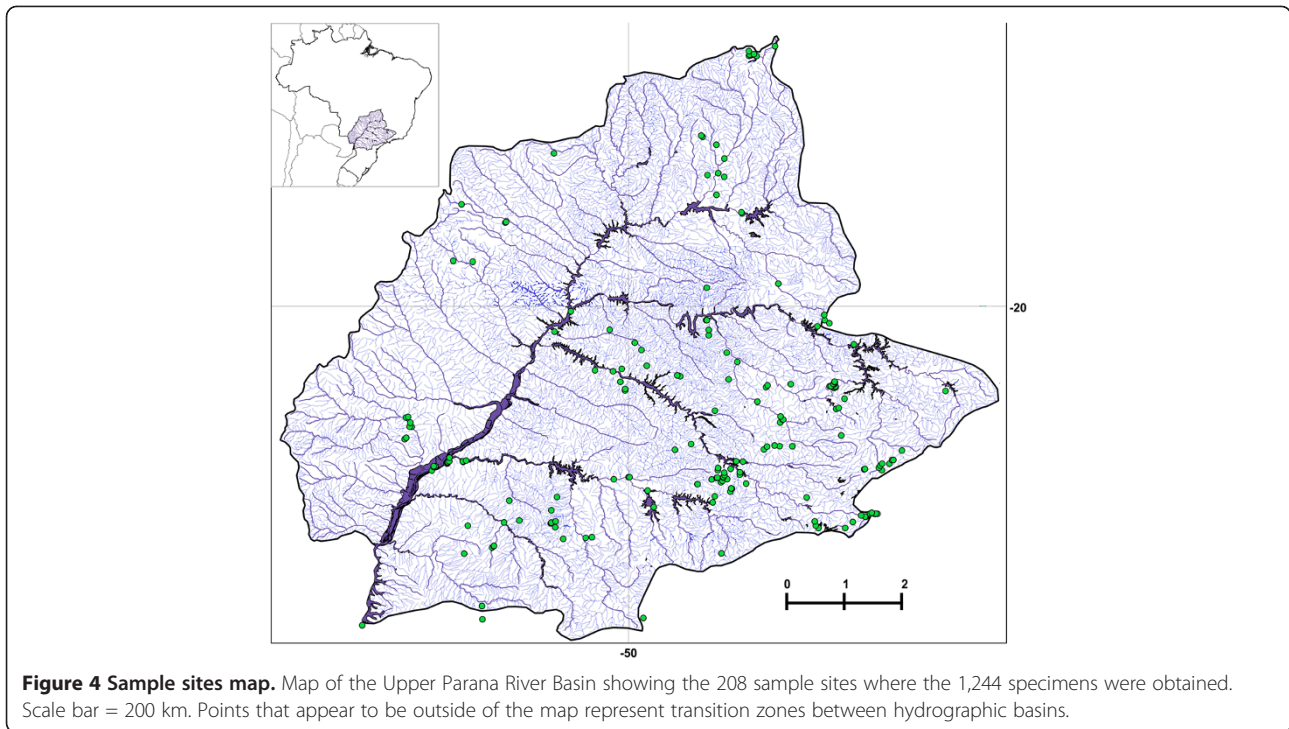 -20
0 1 2
-50
Figure 4 Sample sites map. Map of the Upper Parana River Basin showing the 208 sample sites where the 1,244 specimens were obtained.
Scale bar = 200 km. Points that appear to be outside of the map represent transition zones between hydrographic basins.